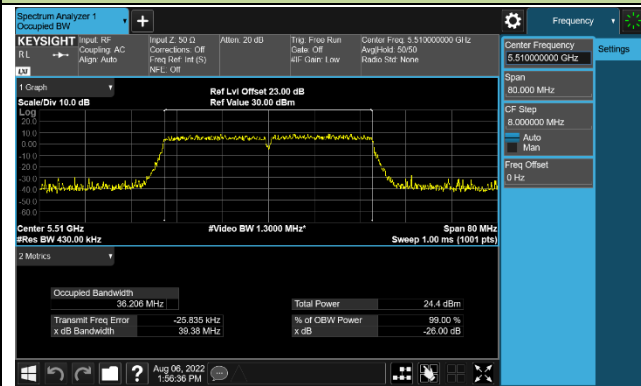 Spectrum Analyzer 1
Occupied BW
Frequency
KEYSIGHT
RL
LXI
Input: RF
Coupling: AC
Align: Auto
Input Z: 50 Ω
Corrections: Off
Freq Ref: Int (S)
NFE: Off
Atten: 20 dB
Trig: Free Run
Gate: Off
#IF Gain: Low
Center Freq: 5.510000000 GHz
Avg|Hold: 50/50
Radio Std: None
Center Frequency
5.510000000 GHz
Settings
Span
80.000 MHz
CF Step
8.000000 MHz
Auto
Man
Freq Offset
0 Hz
1 Graph
Scale/Div 10.0 dB
Ref Lvl Offset 23.00 dB
Ref Value 30.00 dBm
Log
20.0
10.0
0.00
-10.0
-20.0
-30.0
-40.0
-50.0
-60.0
Center 5.51 GHz
#Res BW 430.00 kHz
#Video BW 1.3000 MHz*
Span 80 MHz
Sweep 1.00 ms (1001 pts)
2 Metrics
Occupied Bandwidth
36.206 MHz
Total Power 24.4 dBm
Transmit Freq Error -25.835 kHz
% of OBW Power 99.00 %
x dB Bandwidth 39.38 MHz
x dB -26.00 dB
?
Aug 06, 2022
1:56:36 PM